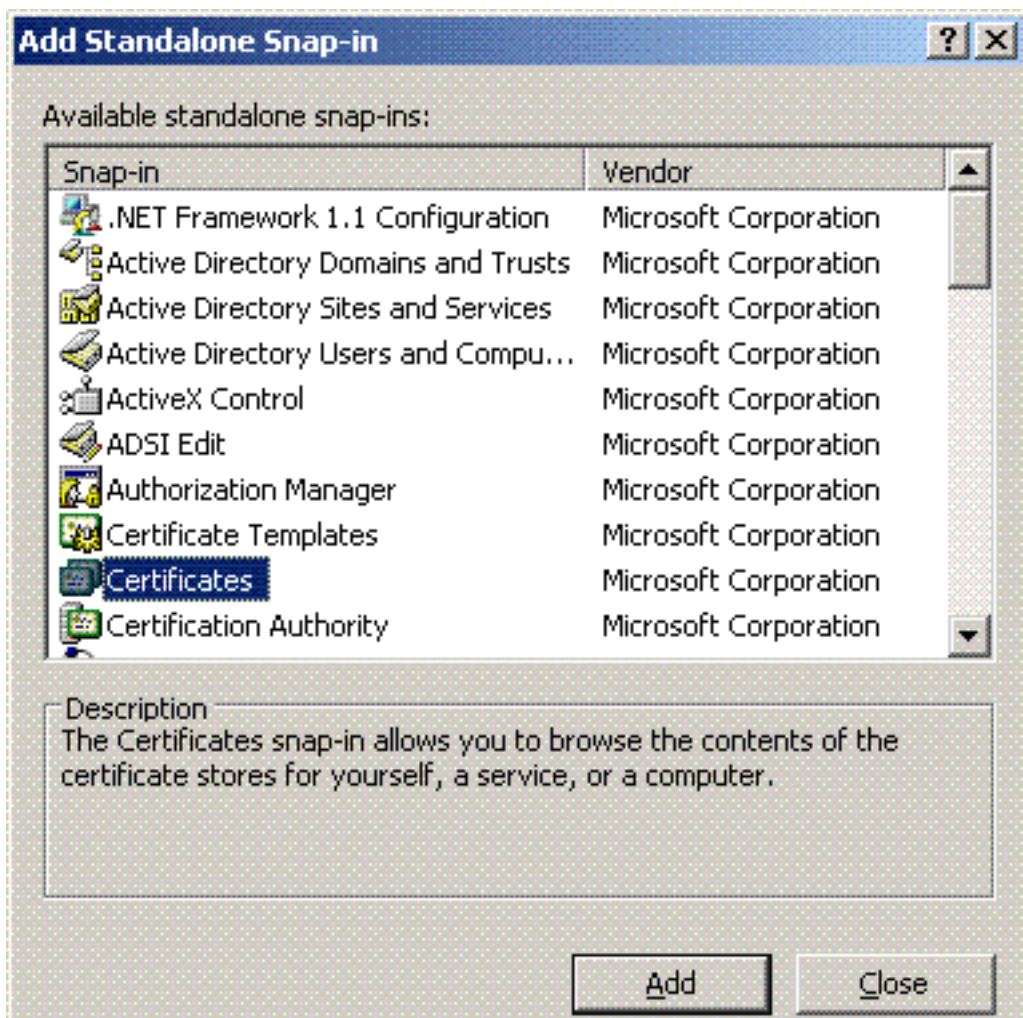 Add Standalone Snap-in
Available standalone snap-ins:
Snap-in Vendor
.NET Framework 1.1 Configuration Microsoft Corporation
Active Directory Domains and Trusts Microsoft Corporation
Active Directory Sites and Services Microsoft Corporation
Active Directory Users and Compu... Microsoft Corporation
ActiveX Control Microsoft Corporation
ADSI Edit Microsoft Corporation
Authorization Manager Microsoft Corporation
Certificate Templates Microsoft Corporation
Certificates Microsoft Corporation
Certification Authority Microsoft Corporation
Description
The Certificates snap-in allows you to browse the contents of the
certificate stores for yourself, a service, or a computer.
Add Close